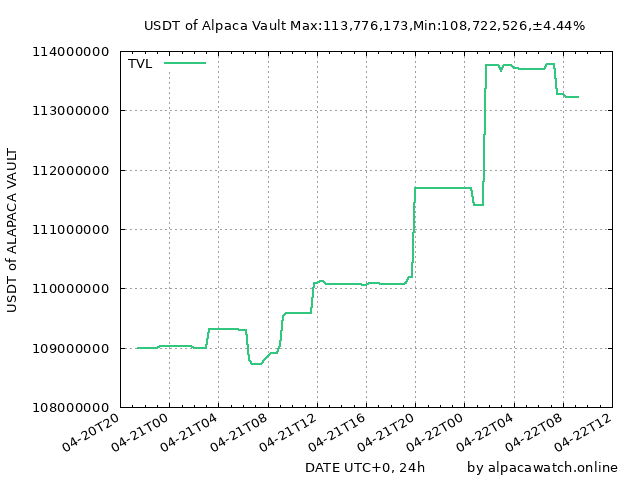 USDT of Alpaca Vault Max:113,776,173,Min:108,722,526,±4.44%
TVL
114000000
113000000
112000000
111000000
110000000
109000000
108000000
USDT of ALAPACA VAULT
04-20T20
04-21T00
04-21T04
04-21T08
04-21T12
04-21T16
04-21T20
04-22T00
04-22T04
04-22T08
04-22T12
DATE UTC+0, 24h
by alpacawatch.online